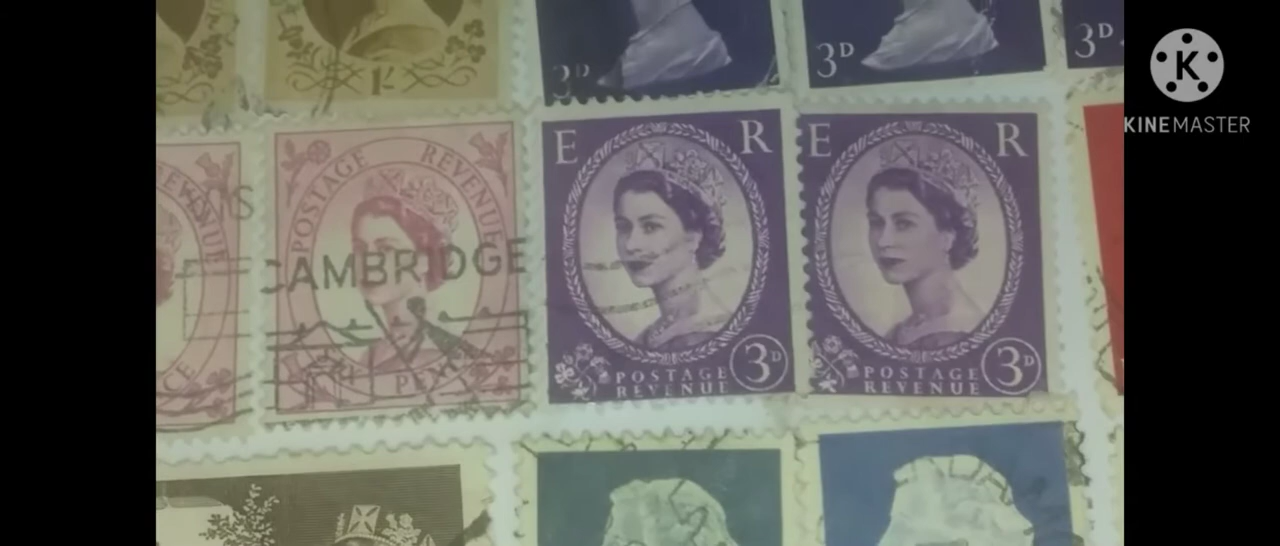 1/-
3D
3D
3D
POSTAGE REVENUE
CAMBRIDGE
E R
3D
POSTAGE
REVENUE
E R
3D
POSTAGE
REVENUE
K
KINEMASTER